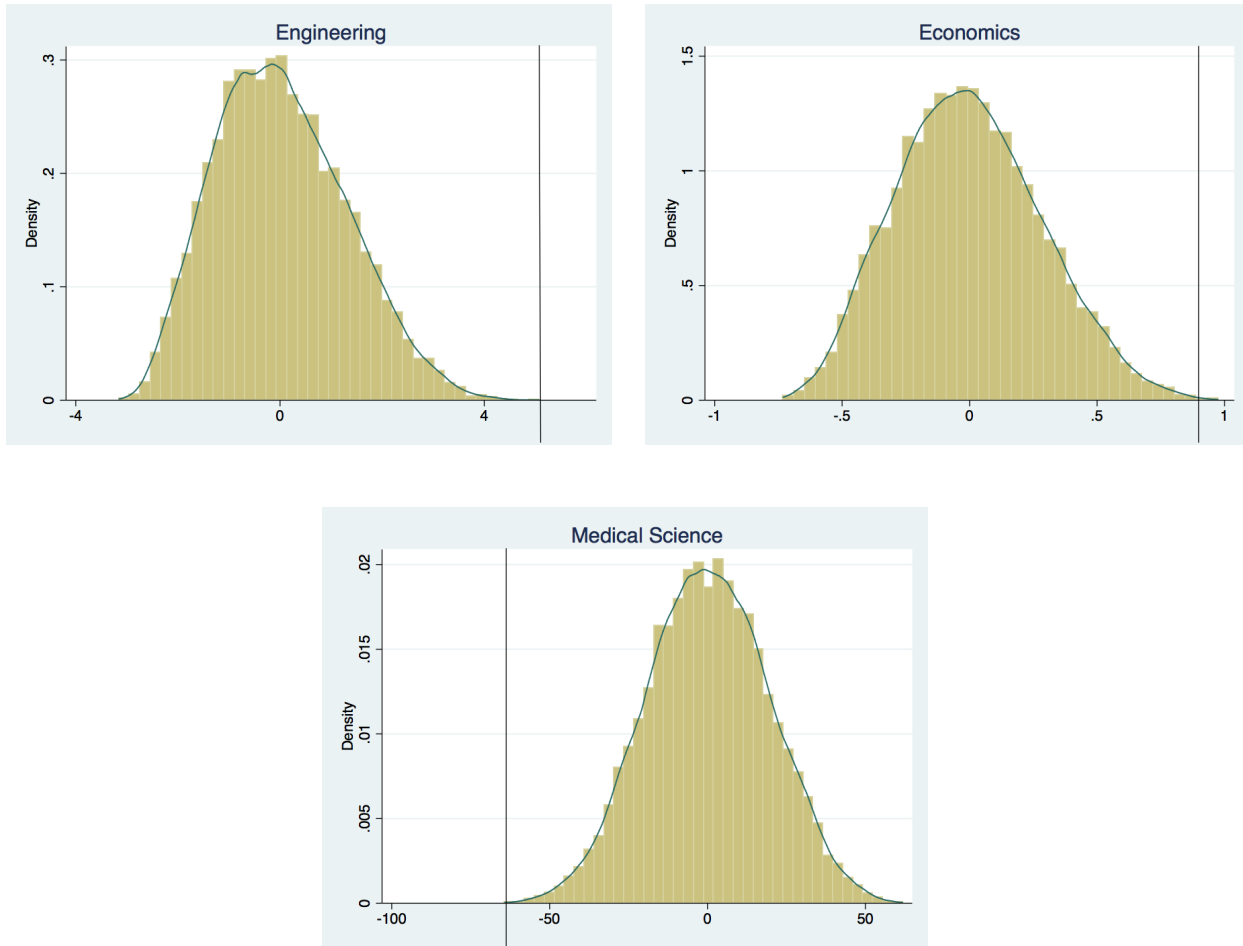 Engineering
Density
.3
.2
.1
0
-4 0 4
Economics
Density
1.5
1
.5
0
-1 -.5 0 .5 1
Medical Science
Density
.02
.015
.01
.005
0
-100 -50 0 50